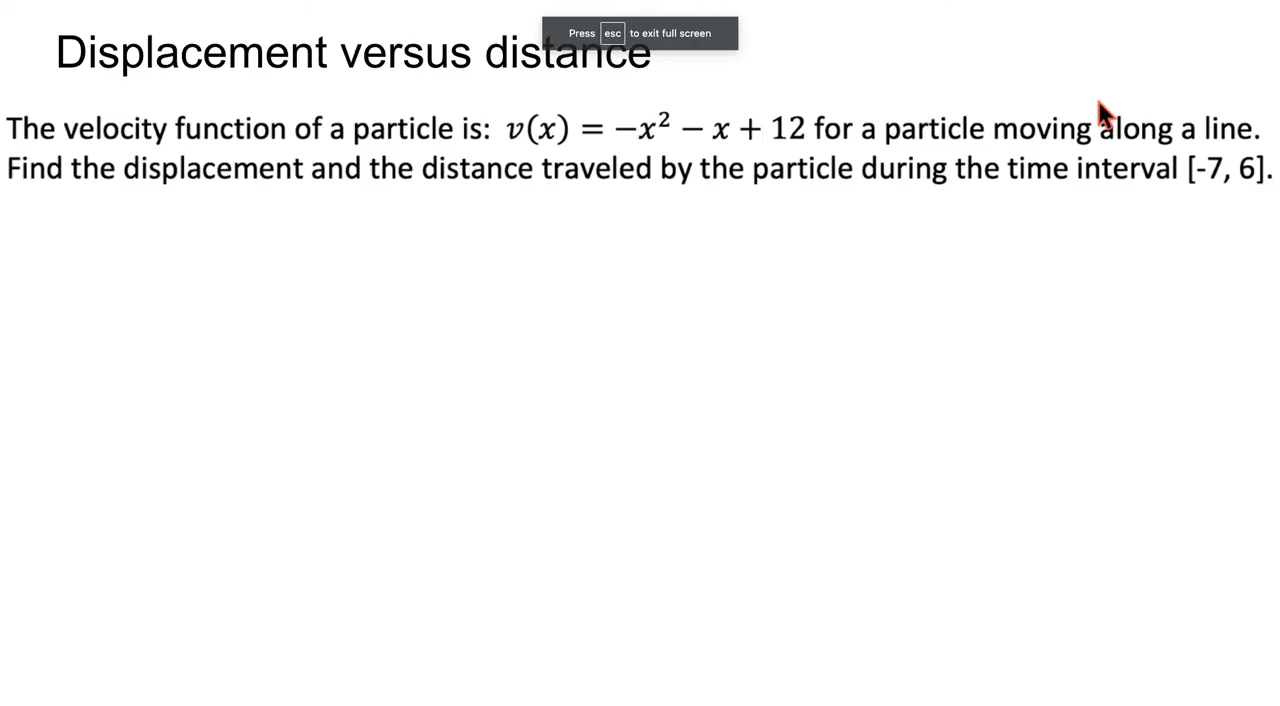 Press esc to exit full screen
Displacement versus distance
The velocity function of a particle is: v(x) = −x² − x + 12 for a particle moving along a line.
Find the displacement and the distance traveled by the particle during the time interval [-7, 6].